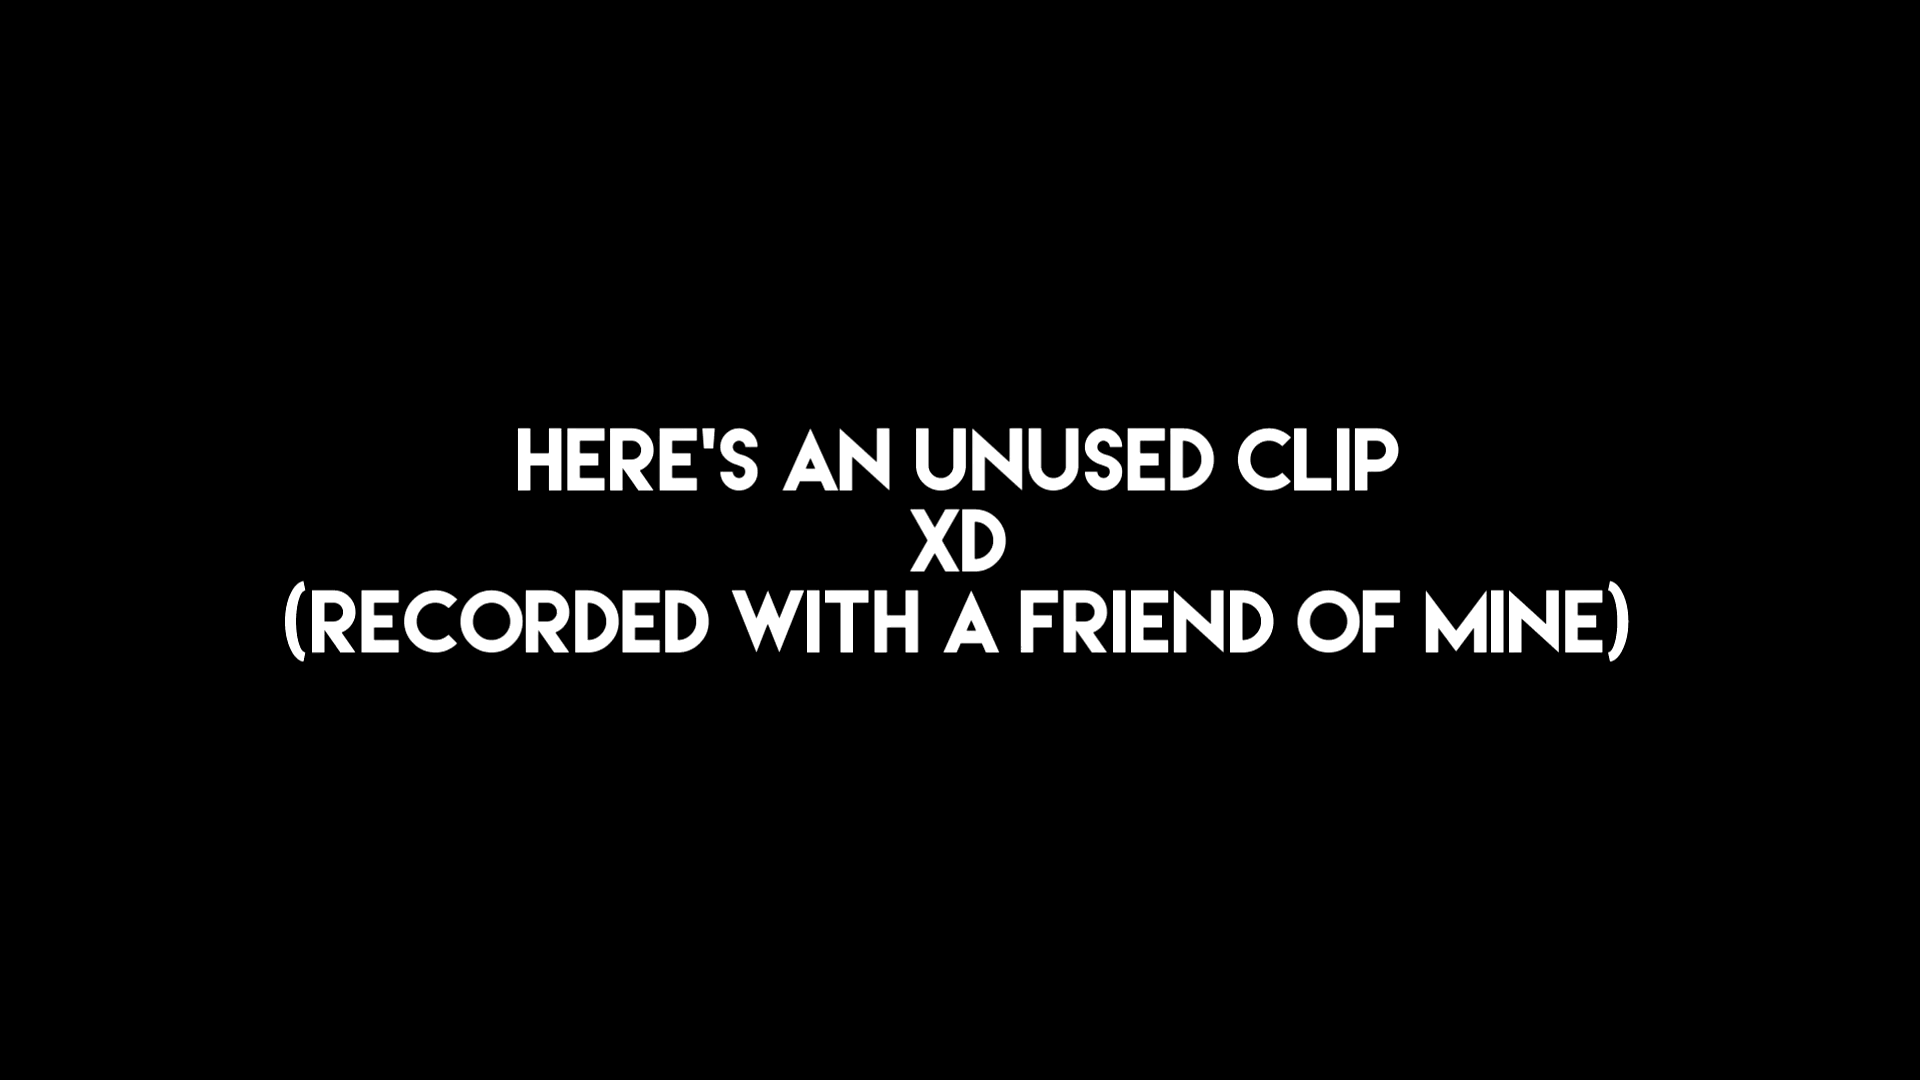 HERE'S AN UNUSED CLIP
XD
(RECORDED WITH A FRIEND OF MINE)